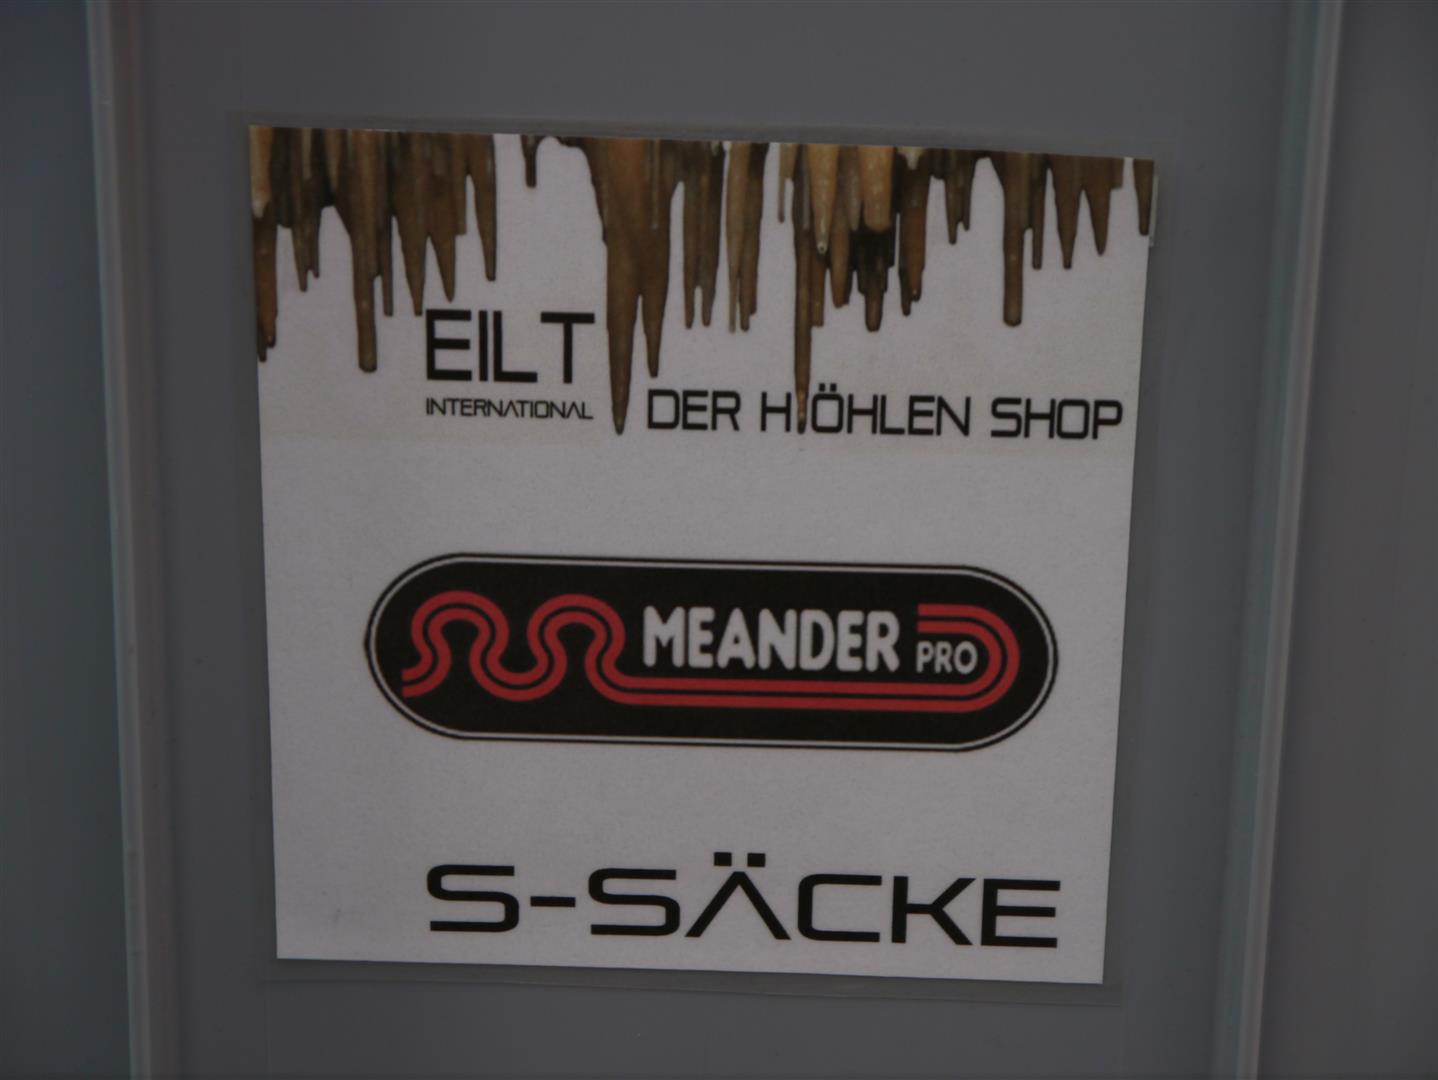 EILT
INTERNATIONAL
DER HÖHLEN SHOP
MEANDER PRO
S-SÄCKE